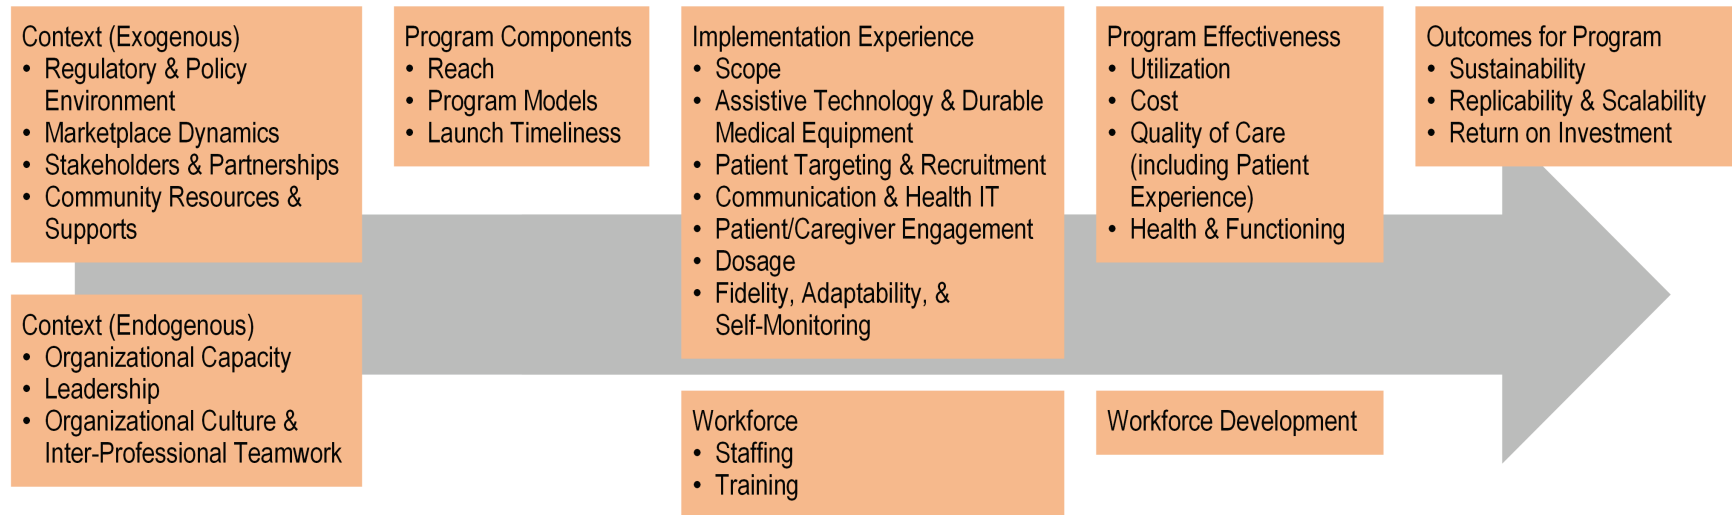 Context (Exogenous)
• Regulatory & Policy
Environment
• Marketplace Dynamics
• Stakeholders & Partnerships
• Community Resources &
Supports
Context (Endogenous)
• Organizational Capacity
• Leadership
• Organizational Culture &
Inter-Professional Teamwork
Program Components
• Reach
• Program Models
• Launch Timeliness
Implementation Experience
• Scope
• Assistive Technology & Durable
Medical Equipment
• Patient Targeting & Recruitment
• Communication & Health IT
• Patient/Caregiver Engagement
• Dosage
• Fidelity, Adaptability, &
Self-Monitoring
Workforce
• Staffing
• Training
Program Effectiveness
• Utilization
• Cost
• Quality of Care
(including Patient
Experience)
• Health & Functioning
Workforce Development
Outcomes for Program
• Sustainability
• Replicability & Scalability
• Return on Investment